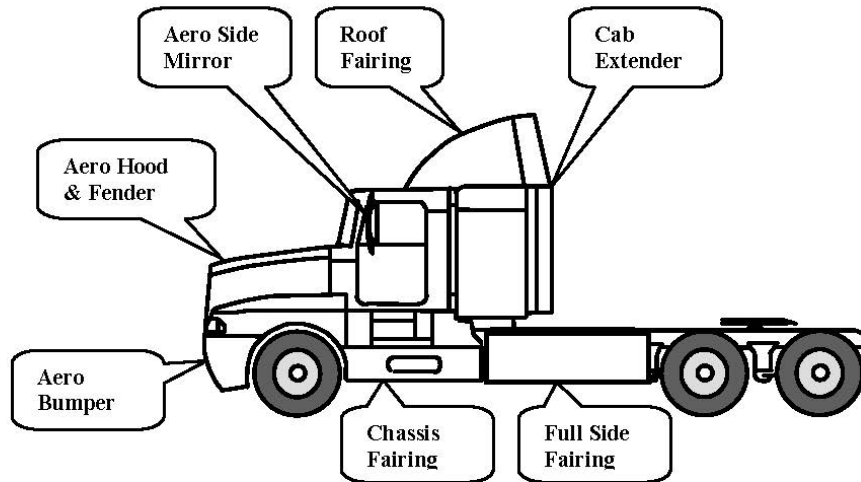 Aero Side
Mirror
Roof
Fairing
Cab
Extender
Aero Hood
& Fender
Aero
Bumper
Chassis
Fairing
Full Side
Fairing